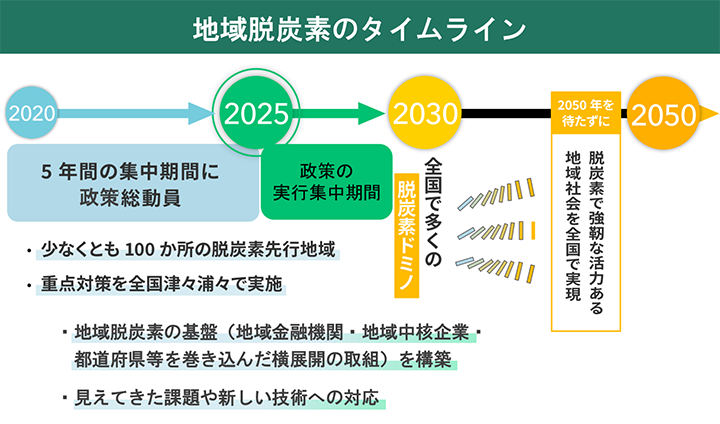 地域脱炭素のタイムライン
2020
2025
2030
2050年を
待たずに
2050
5年間の集中期間に
政策総動員
政策の
実行集中期間
全国で多くの
脱炭素ドミノ
脱炭素で強靭な活力ある
地域社会を全国で実現
・少なくとも100か所の脱炭素先行地域
・重点対策を全国津々浦々で実施
▪地域脱炭素の基盤（地域金融機関・地域中核企業・
都道府県等を巻き込んだ横展開の取組）を構築
▪見えてきた課題や新しい技術への対応